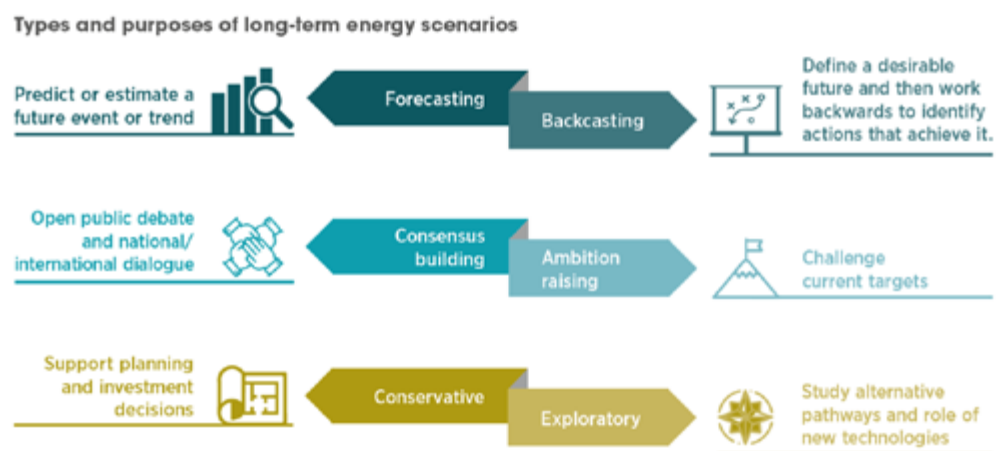 Types and purposes of long-term energy scenarios
Predict or estimate a
future event or trend
Forecasting
Backcasting
Define a desirable
future and then work
backwards to identify
actions that achieve it.
Open public debate
and national/
international dialogue
Consensus
building
Ambition
raising
Challenge
current targets
Support planning
and investment
decisions
Conservative
Exploratory
Study alternative
pathways and role of
new technologies